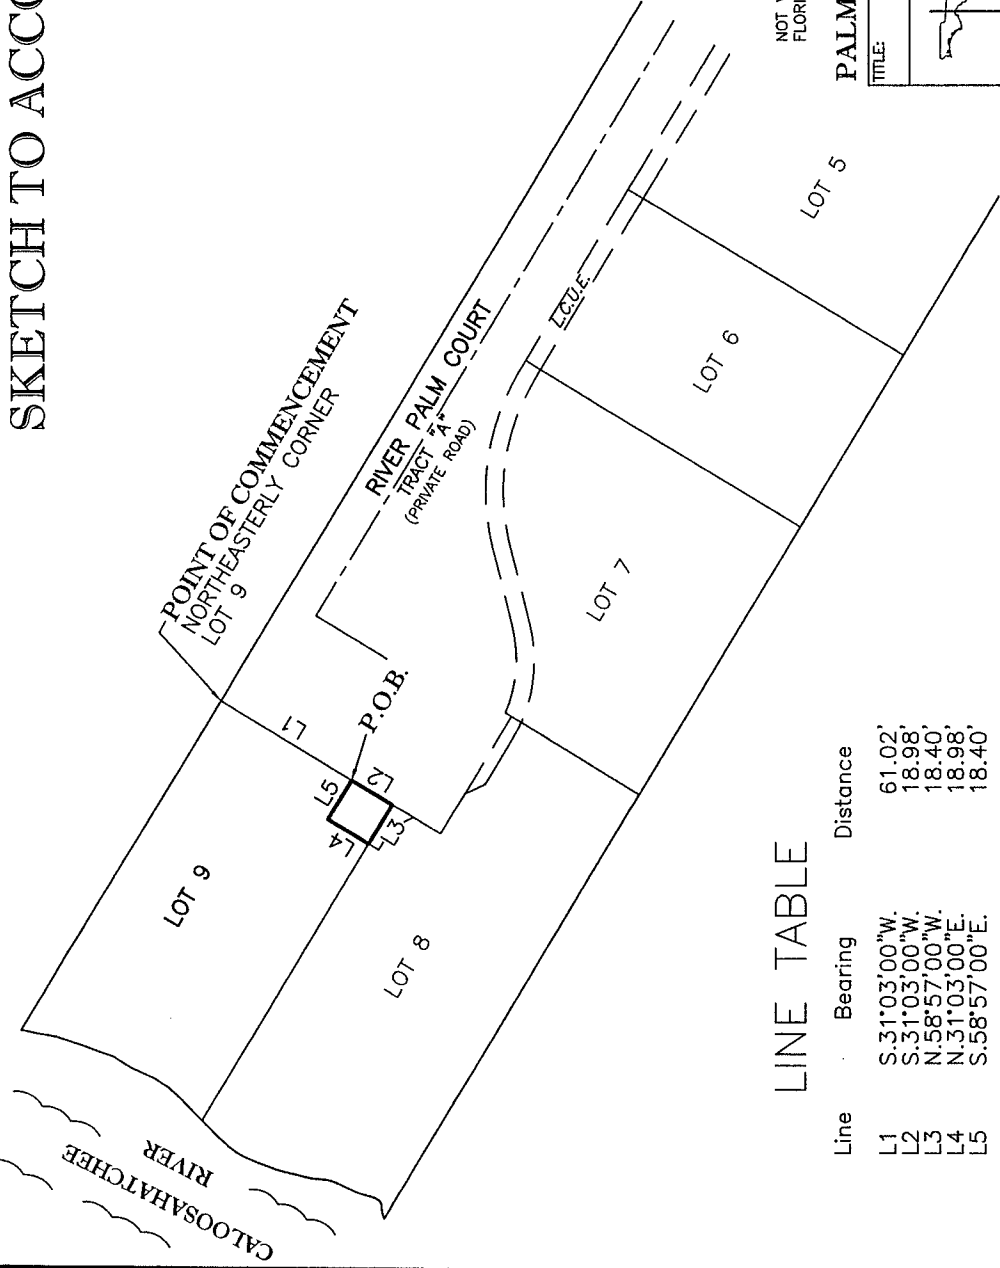 SKETCH TO
POINT OF COMMENCEMENT
NORTHEASTERLY CORNER
LOT 9
RIVER PALM COURT
TRACT "A"
(PRIVATE ROAD)
L.C.U.E.
P.O.B.
L1
L2
L3
L4
L5
LOT 9
LOT 8
LOT 7
LOT 6
LOT 5
CALOOSAHATCHEE
RIVER
LINE TABLE
Line Bearing Distance
L1 S.31°03'00"W. 61.02'
L2 S.31°03'00"W. 18.98'
L3 N.58°57'00"W. 18.40'
L4 N.31°03'00"E. 18.98'
L5 S.58°57'00"E. 18.40'
NOT
PALM
TITLE: